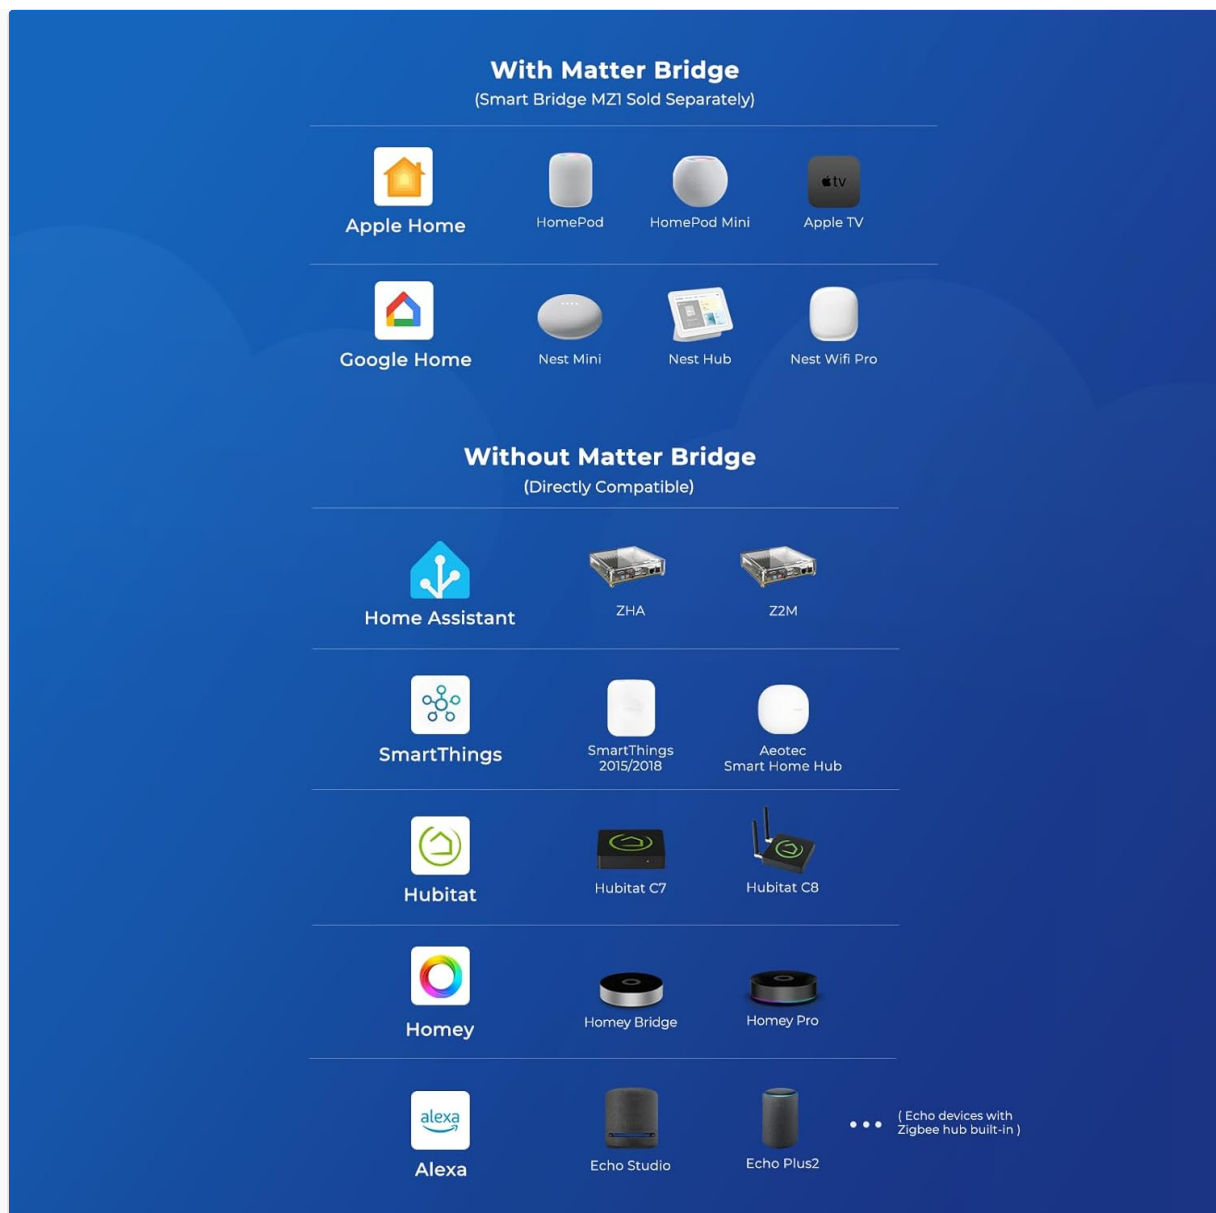 With Matter Bridge
(Smart Bridge MZ1 Sold Separately)
Apple Home
HomePod
HomePod Mini
tv
Apple TV
Google Home
Nest Mini
Nest Hub
Nest Wifi Pro
Without Matter Bridge
(Directly Compatible)
Home Assistant
ZHA
Z2M
SmartThings
SmartThings
2015/2018
Aeotec
Smart Home Hub
Hubitat
Hubitat C7
Hubitat C8
Homey
Homey Bridge
Homey Pro
alexa
Alexa
Echo Studio
Echo Plus2
••• ( Echo devices with
Zigbee hub built-in )